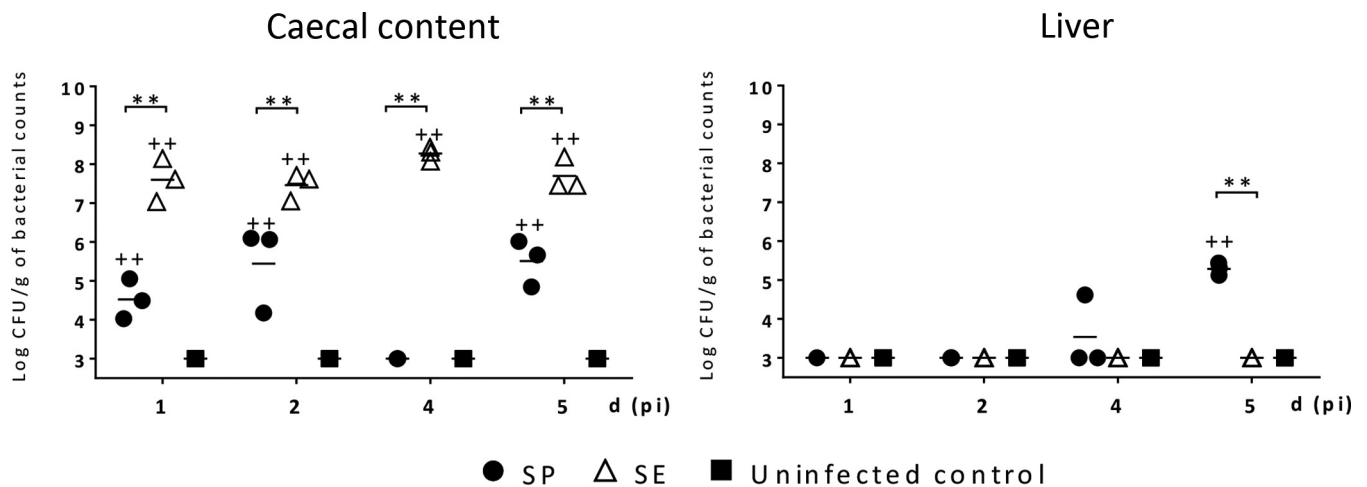 Caecal content
Liver
Log CFU/g of bacterial counts
10
9
8
7
6
5
4
3
** ** ** **
++ ++ ++ ++
++ ++ ++
1 2 4 5 d (pi)
Log CFU/g of bacterial counts
10
9
8
7
6
5
4
3
**
++
1 2 4 5 d (pi)
SP SE Uninfected control